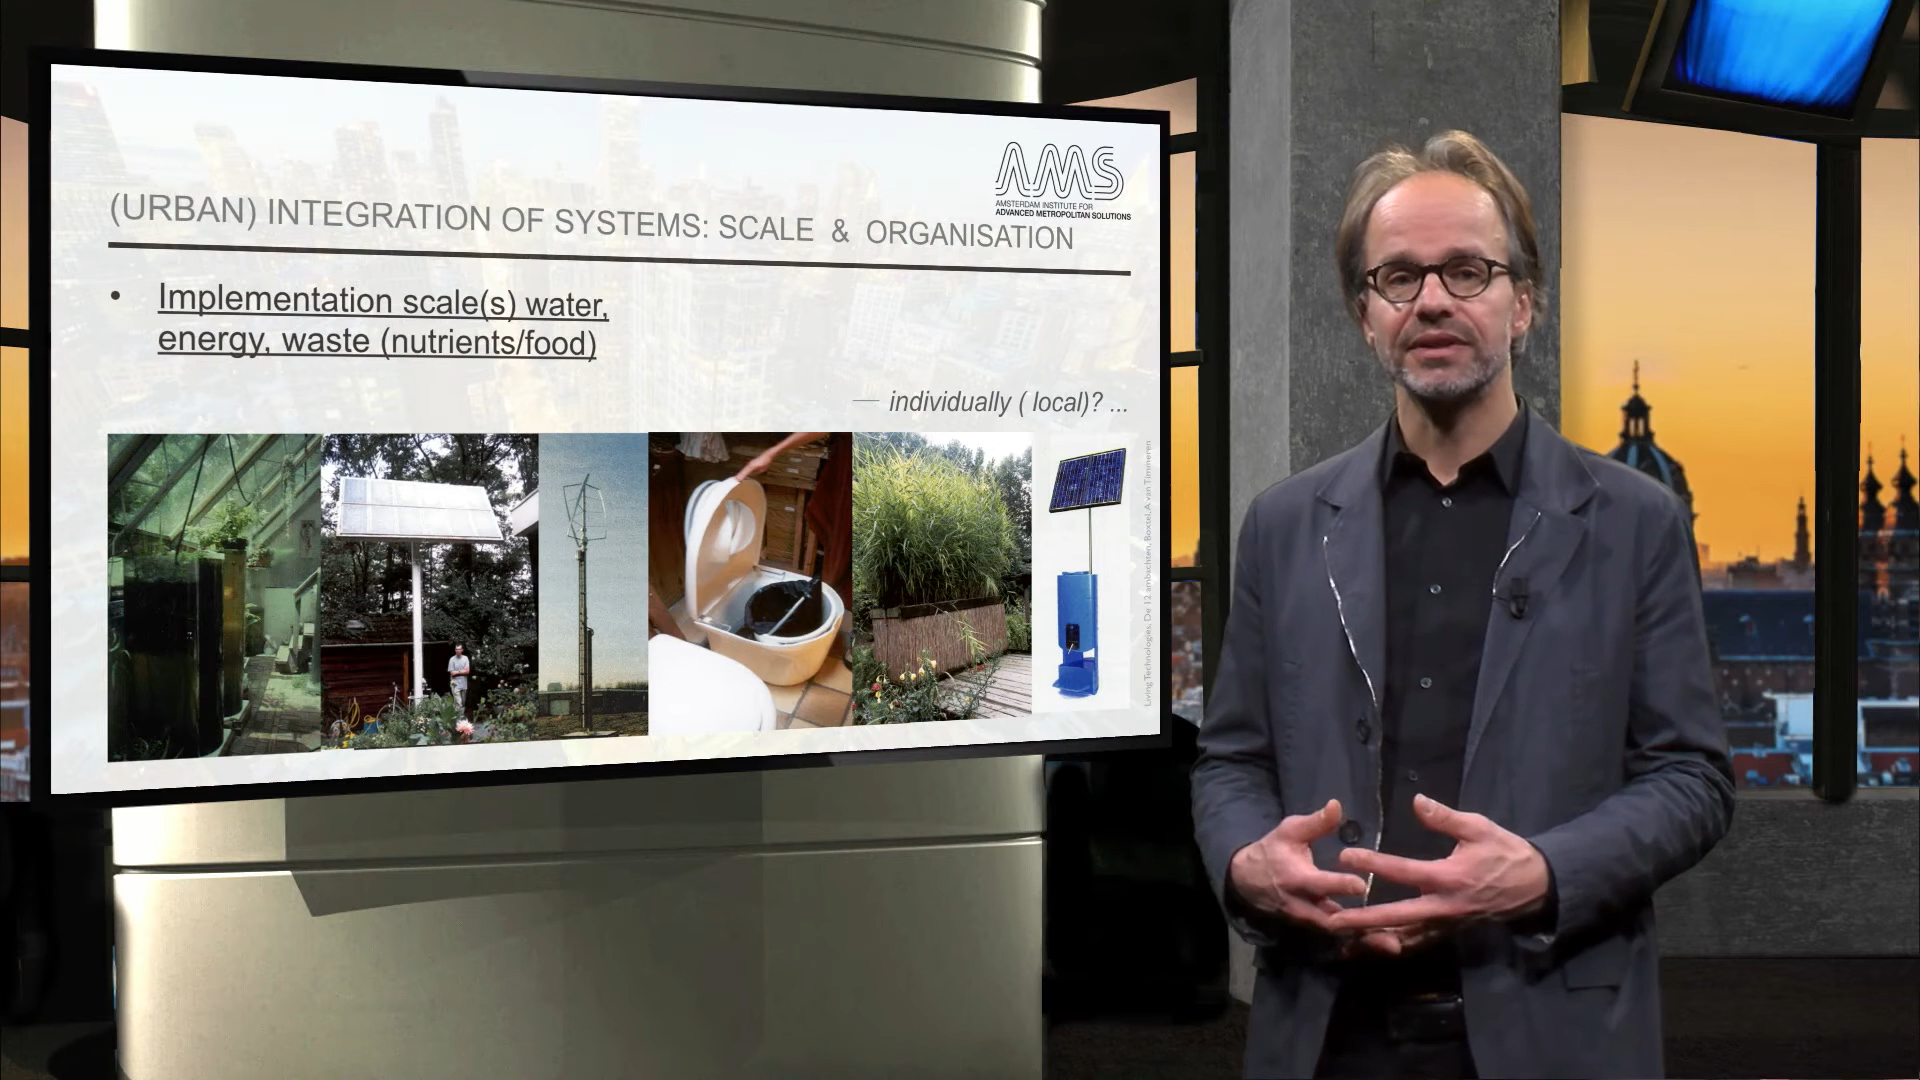 AMS
AMSTERDAM INSTITUTE FOR
ADVANCED METROPOLITAN SOLUTIONS
(URBAN) INTEGRATION OF SYSTEMS: SCALE & ORGANISATION
• Implementation scale(s) water,
energy, waste (nutrients/food)
— individually ( local)? ...
Living Technologies, De 12 ambachten, Boxtel, A. van Timmeren